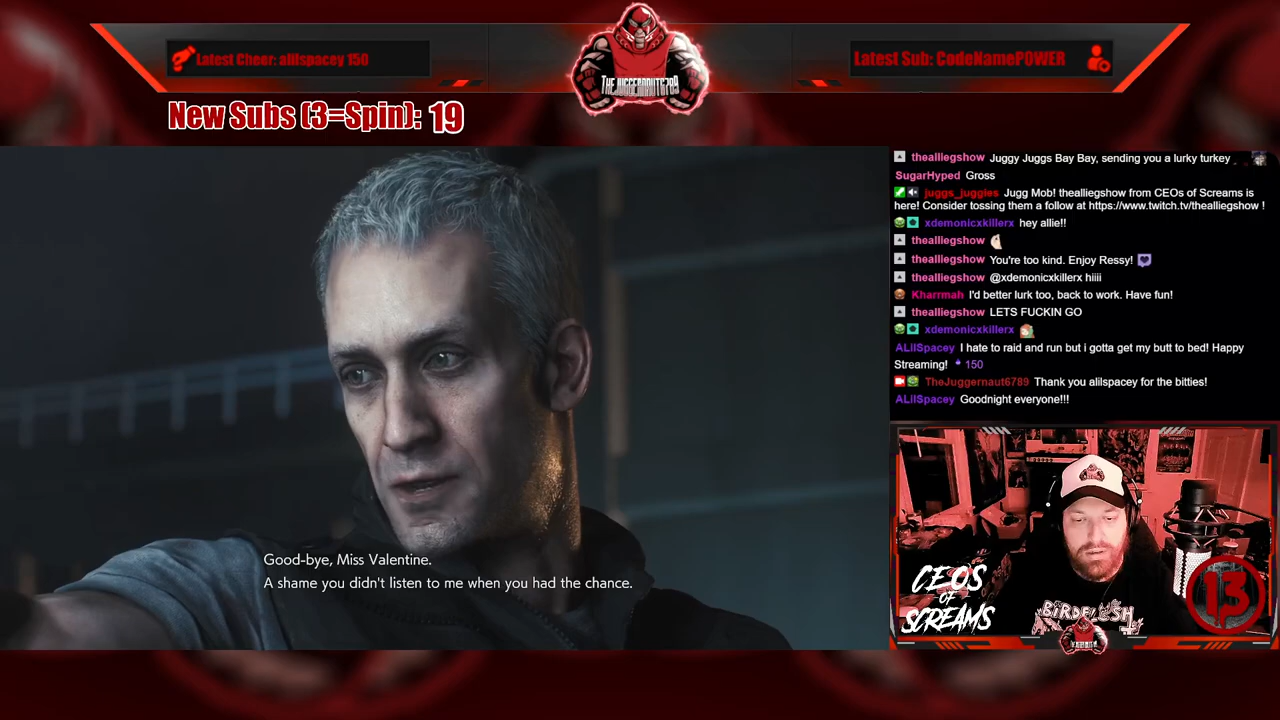 Latest Cheer: alilspacey 150
THEJUGGERNAUT6789
Latest Sub: CodeNamePOWER
New Subs (3=Spin): 19
thealliegshow Juggy Juggs Bay Bay, sending you a lurky turkey
SugarHyped Gross
juggs_juggles Jugg Mob! thealliegshow from CEOs of Screams is
here! Consider tossing them a follow at https://www.twitch.tv/thealliegshow !
xdemonicxkillerx hey allie!!
thealliegshow
thealliegshow You're too kind. Enjoy Ressy!
thealliegshow @xdemonicxkillerx hiiii
Kharrmah I'd better lurk too, back to work. Have fun!
thealliegshow LETS FUCKIN GO
xdemonicxkillerx
ALilSpacey I hate to raid and run but i gotta get my butt to bed! Happy
Streaming! 150
TheJuggernaut6789 Thank you alilspacey for the bitties!
ALilSpacey Goodnight everyone!!!
Good-bye, Miss Valentine.
A shame you didn't listen to me when you had the chance.
CEOS
OF
SCREAMS
BIRDFLESH
13